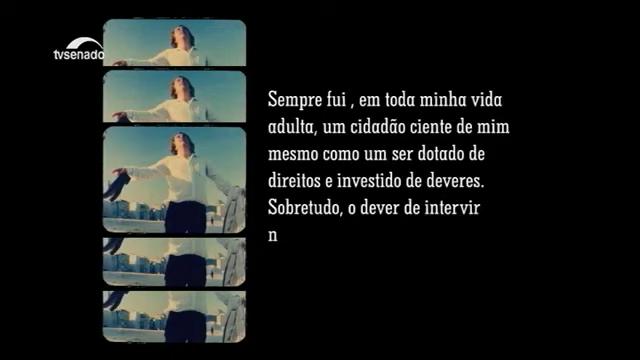 tvsenado
Sempre fui , em toda minha vida
adulta, um cidadão ciente de mim
mesmo como um ser dotado de
direitos e investido de deveres.
Sobretudo, o dever de intervir
n